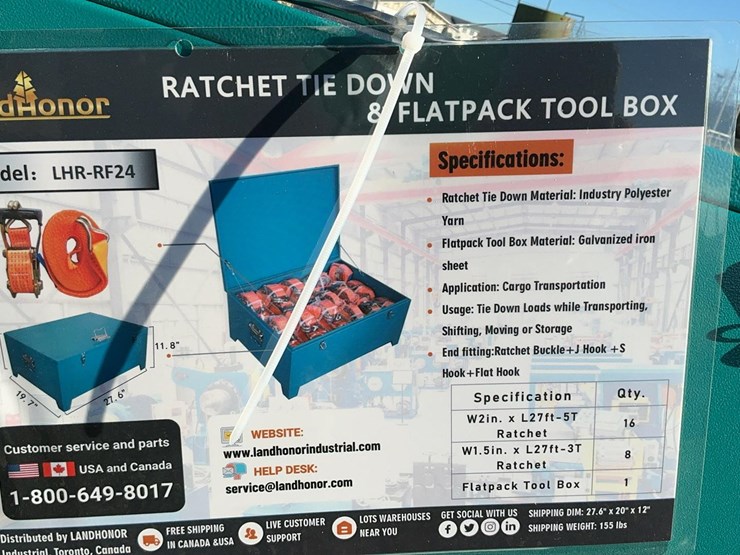 RATCHET TIE DOWN
& FLATPACK TOOL BOX
dHonor
del: LHR-RF24
Specifications:
Ratchet Tie Down Material: Industry Polyester
Yarn
Flatpack Tool Box Material: Galvanized iron
sheet
Application: Cargo Transportation
Usage: Tie Down Loads while Transporting,
Shifting, Moving or Storage
End fitting:Ratchet Buckle+J Hook +S
Hook+Flat Hook
11.8"
19.7"
27.6"
Specification Qty.
W2in. x L27ft-5T
Ratchet 16
W1.5in. x L27ft-3T
Ratchet 8
Flatpack Tool Box 1
Customer service and parts
USA and Canada
1-800-649-8017
WEBSITE:
www.landhonorindustrial.com
HELP DESK:
service@landhonor.com
Distributed by LANDHONOR
Industrial, Toronto, Canada
FREE SHIPPING
IN CANADA &USA
LIVE CUSTOMER
SUPPORT
LOTS WAREHOUSES
NEAR YOU
GET SOCIAL WITH US
SHIPPING DIM: 27.6" x 20" x 12"
SHIPPING WEIGHT: 155 lbs